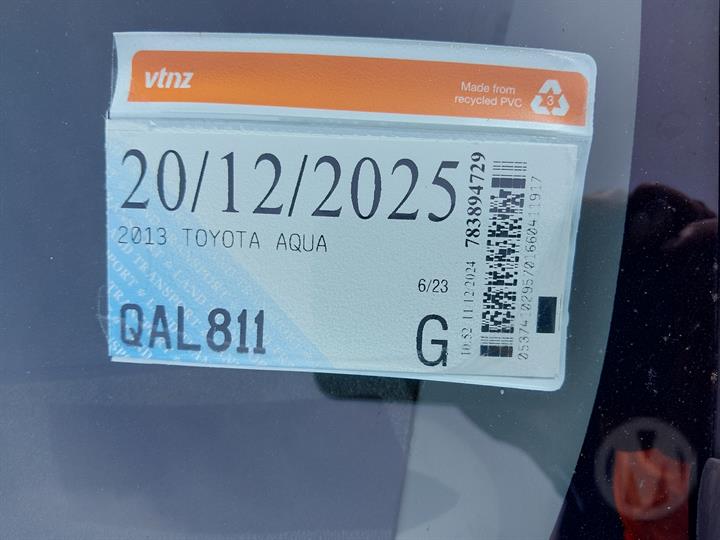 vtnz
Made from
recycled PVC
3
20/12/2025
2013 TOYOTA AQUA
6/23
QAL811
G
10:52 11/12/2024
783894729